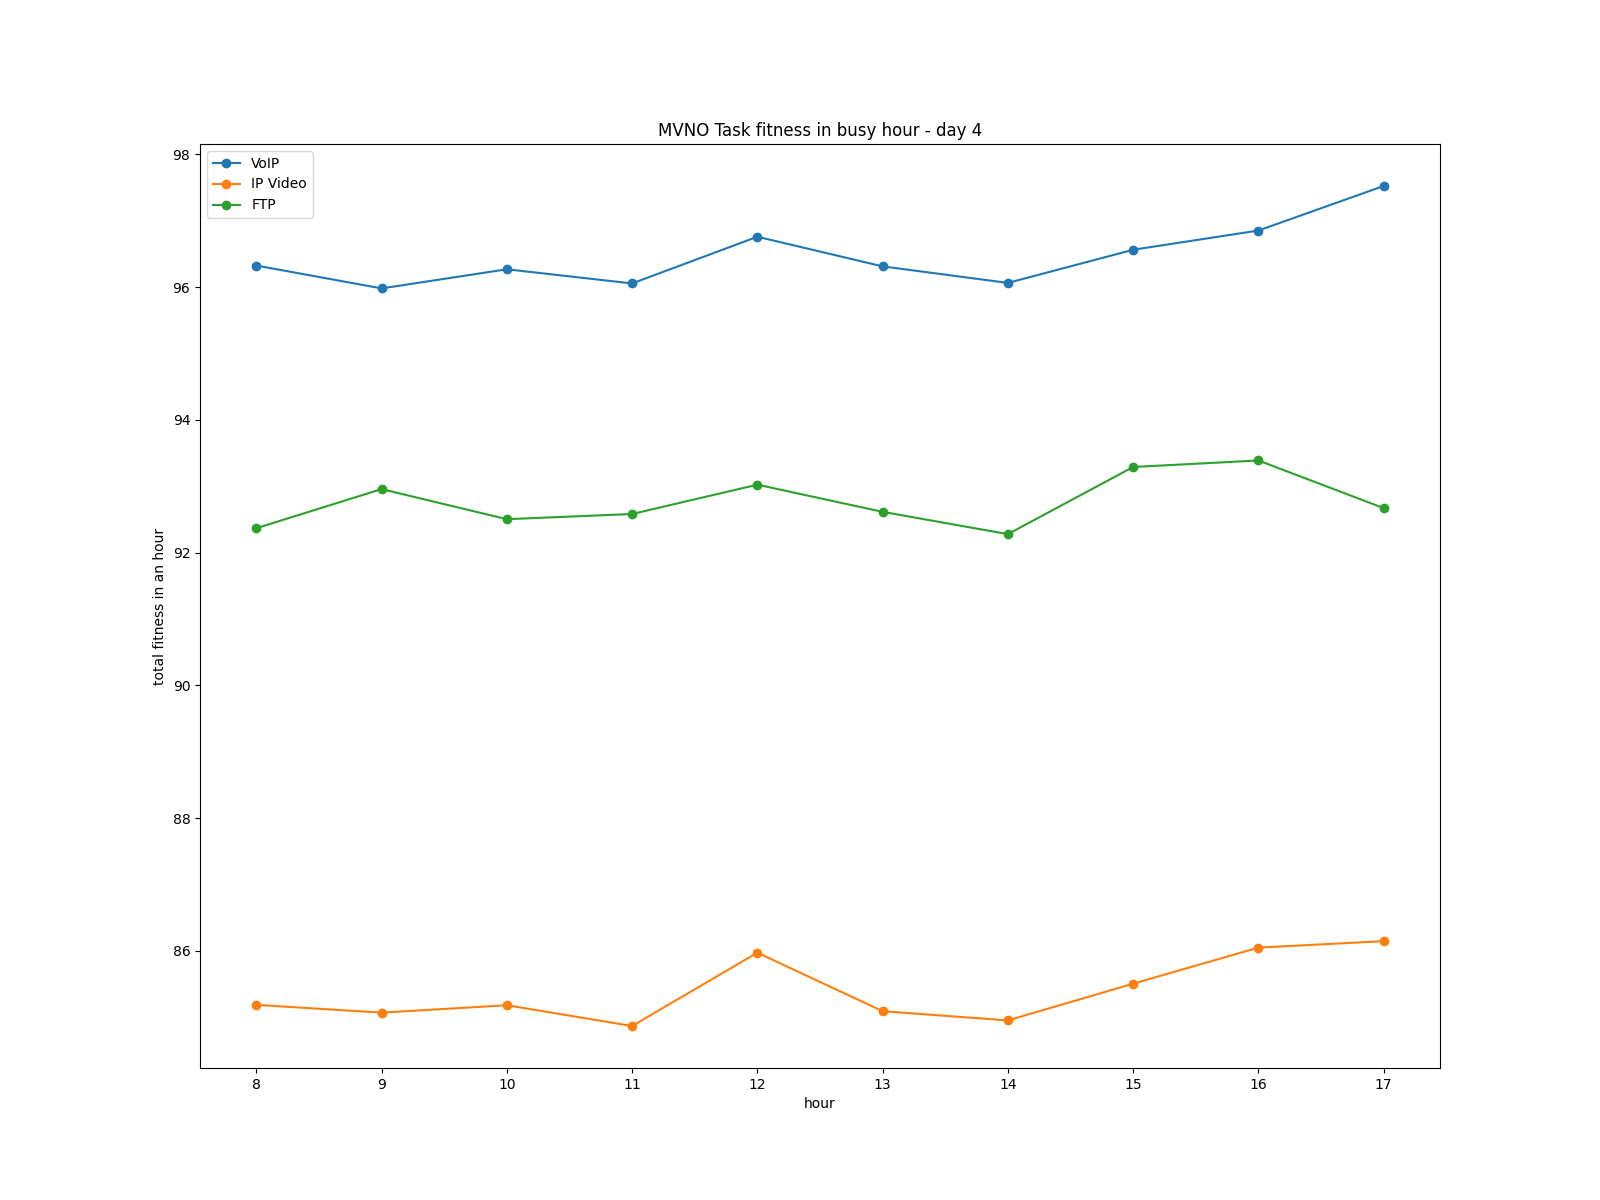 MVNO Task fitness in busy hour - day 4
VoIP
IP Video
FTP
98
96
94
92
90
88
86
total fitness in an hour
8 9 10 11 12 13 14 15 16 17
hour